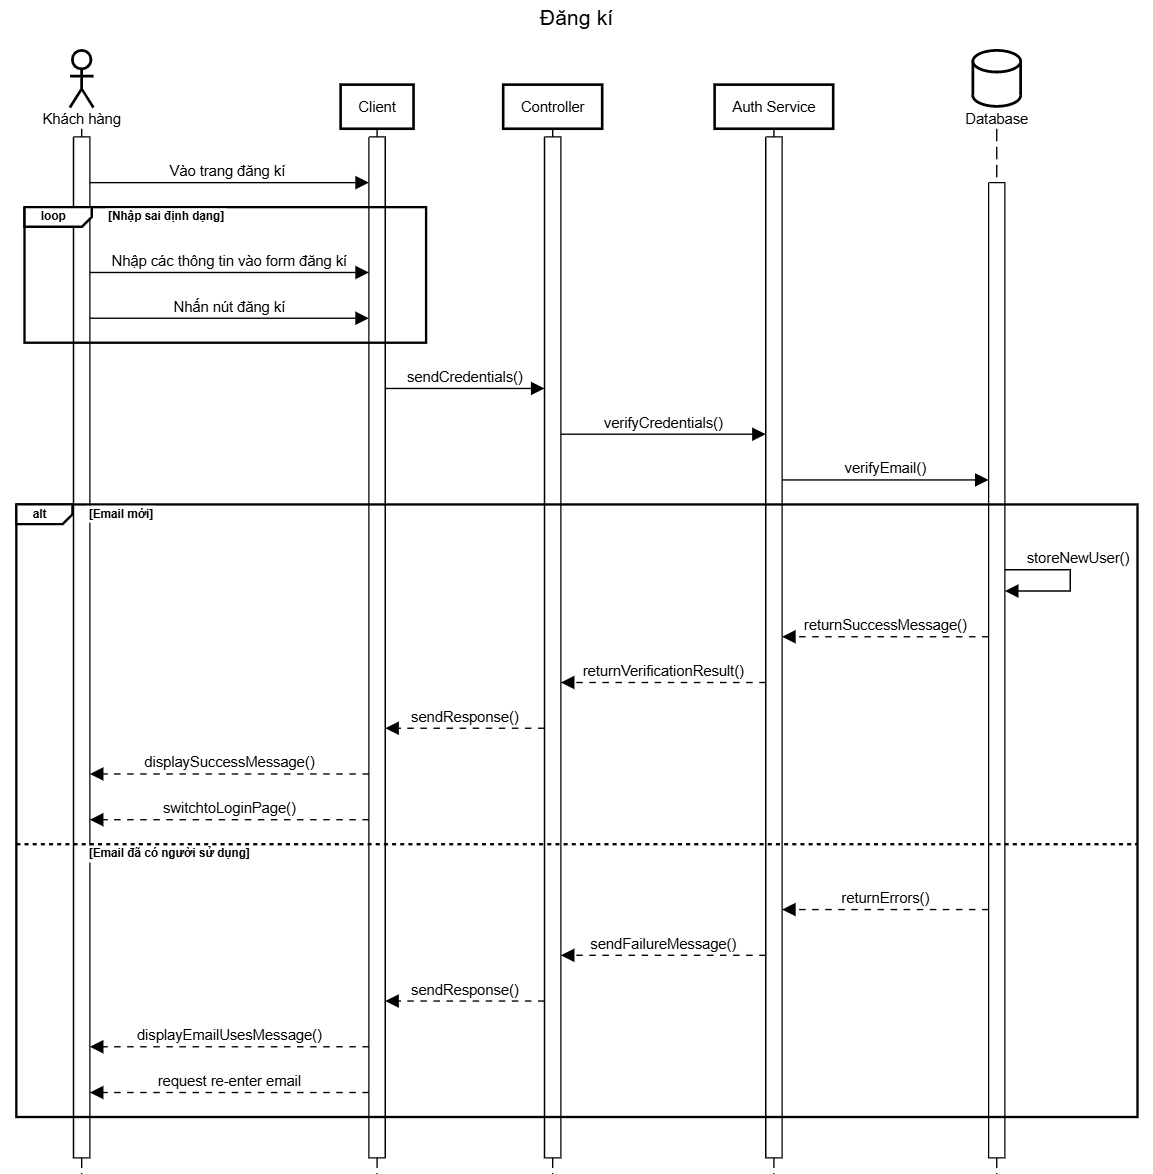 Đăng kí
Khách hàng
Client
Controller
Auth Service
Database
Vào trang đăng kí
loop
[Nhập sai định dạng]
Nhập các thông tin vào form đăng kí
Nhấn nút đăng kí
sendCredentials()
verifyCredentials()
verifyEmail()
alt
[Email mới]
storeNewUser()
returnSuccessMessage()
returnVerificationResult()
sendResponse()
displaySuccessMessage()
switchtoLoginPage()
[Email đã có người sử dụng]
returnErrors()
sendFailureMessage()
sendResponse()
displayEmailUsesMessage()
request re-enter email